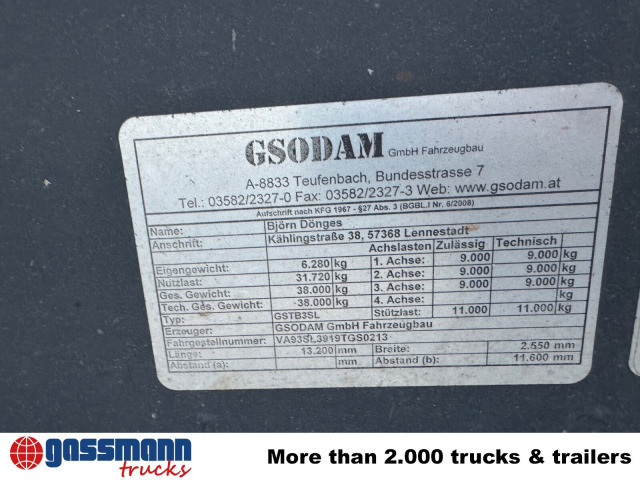 GSODAM GmbH Fahrzeugbau
A-8833 Teufenbach, Bundesstrasse 7
Tel.: 03582/2327-0 Fax: 03582/2327-3 Web: www.gsodam.at
Aufschrift nach KFG 1967 - §27 Abs. 3 (BGBL.I Nr. 6/2008)
Name: Björn Dönges
Anschrift: Kählingstraße 38, 57368 Lennestadt
Achslasten Zulässig Technisch
Eigengewicht: 6.280 kg 1. Achse: 9.000 9.000 kg
Nutzlast: 31.720 kg 2. Achse: 9.000 9.000 kg
Ges. Gewicht: 38.000 kg 3. Achse: 9.000 9.000 kg
Tech. Ges. Gewicht: 38.000 kg 4. Achse: kg
Typ: GSTB3SL Stützlast: 11.000 11.000 kg
Erzeuger: GSODAM GmbH Fahrzeugbau
Fahrgestellnummer: VA93SL3919TGS0213
Länge: 13.200 mm Breite: 2.550 mm
Abstand (a): mm Abstand (b): 11.600 mm
gassmann
trucks
More than 2.000 trucks & trailers